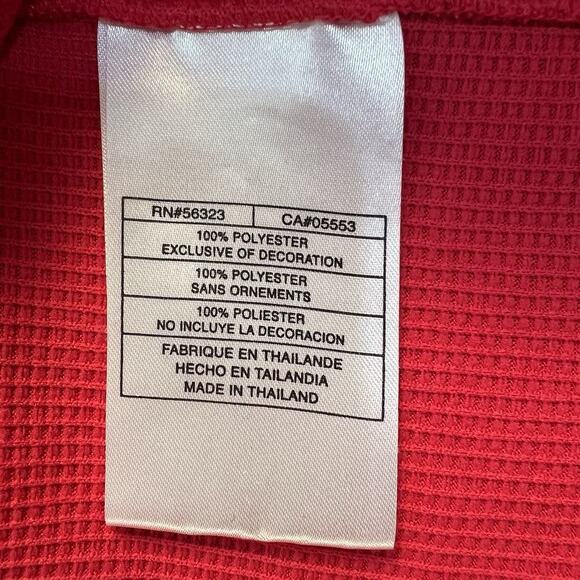 RN#56323 CA#05553
100% POLYESTER
EXCLUSIVE OF DECORATION
100% POLYESTER
SANS ORNEMENTS
100% POLIESTER
NO INCLUYE LA DECORACION
FABRIQUE EN THAILANDE
HECHO EN TAILANDIA
MADE IN THAILAND